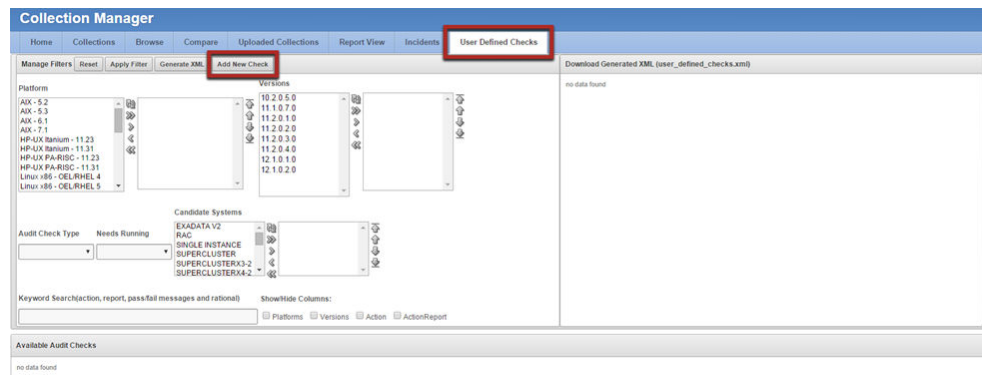 Collection Manager
Home Collections Browse Compare Uploaded Collections Report View Incidents User Defined Checks
Manage Filters Reset Apply Filter Generate XML Add New Check
Download Generated XML (user_defined_checks.xml)
no data found
Platform
AIX - 5.2
AIX - 5.3
AIX - 6.1
AIX - 7.1
HP-UX Itanium - 11.23
HP-UX Itanium - 11.31
HP-UX PA-RISC - 11.23
HP-UX PA-RISC - 11.31
Linux x86 - OEL/RHEL 4
Linux x86 - OEL/RHEL 5
Versions
10.2.0.5.0
11.1.0.7.0
11.2.0.1.0
11.2.0.2.0
11.2.0.3.0
11.2.0.4.0
12.1.0.1.0
12.1.0.2.0
Audit Check Type Needs Running
Candidate Systems
EXADATA V2
RAC
SINGLE INSTANCE
SUPERCLUSTER
SUPERCLUSTERX3-2
SUPERCLUSTERX4-2
Keyword Search(action, report, pass/fail messages and rational)
Show/Hide Columns:
Platforms Versions Action ActionReport
Available Audit Checks
no data found